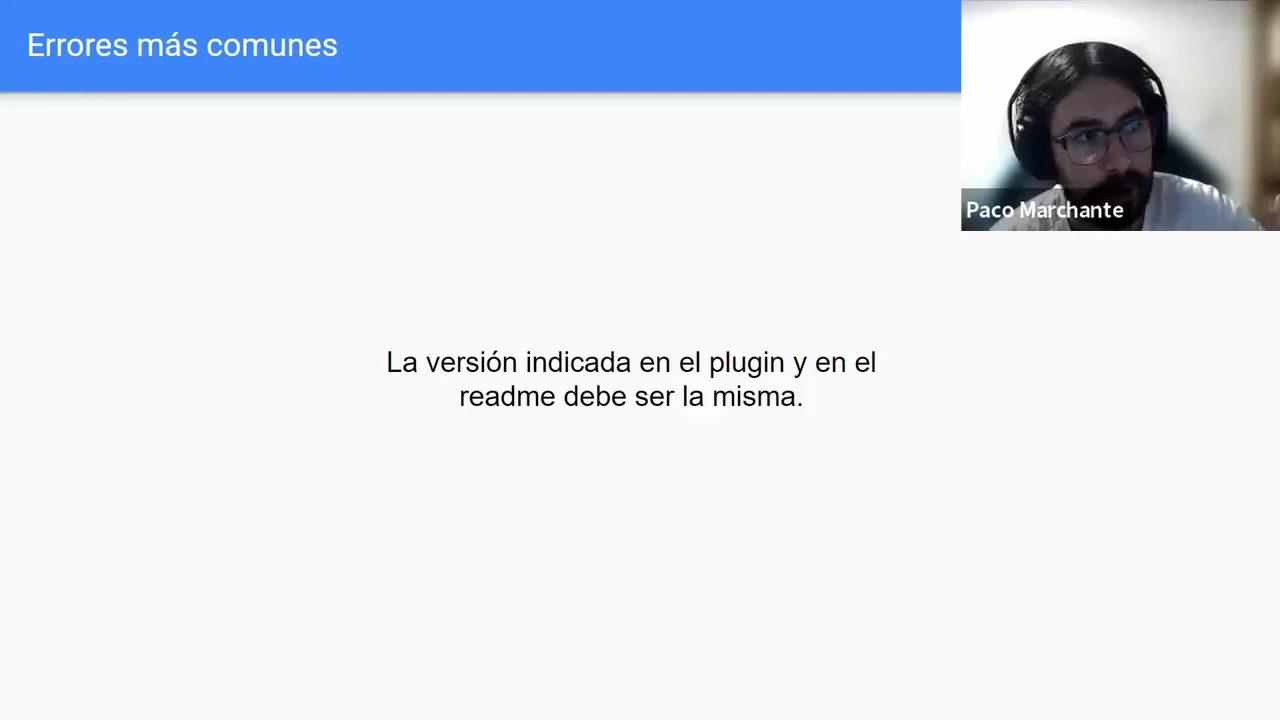 Errores más comunes
Paco Marchante
La versión indicada en el plugin y en el
readme debe ser la misma.